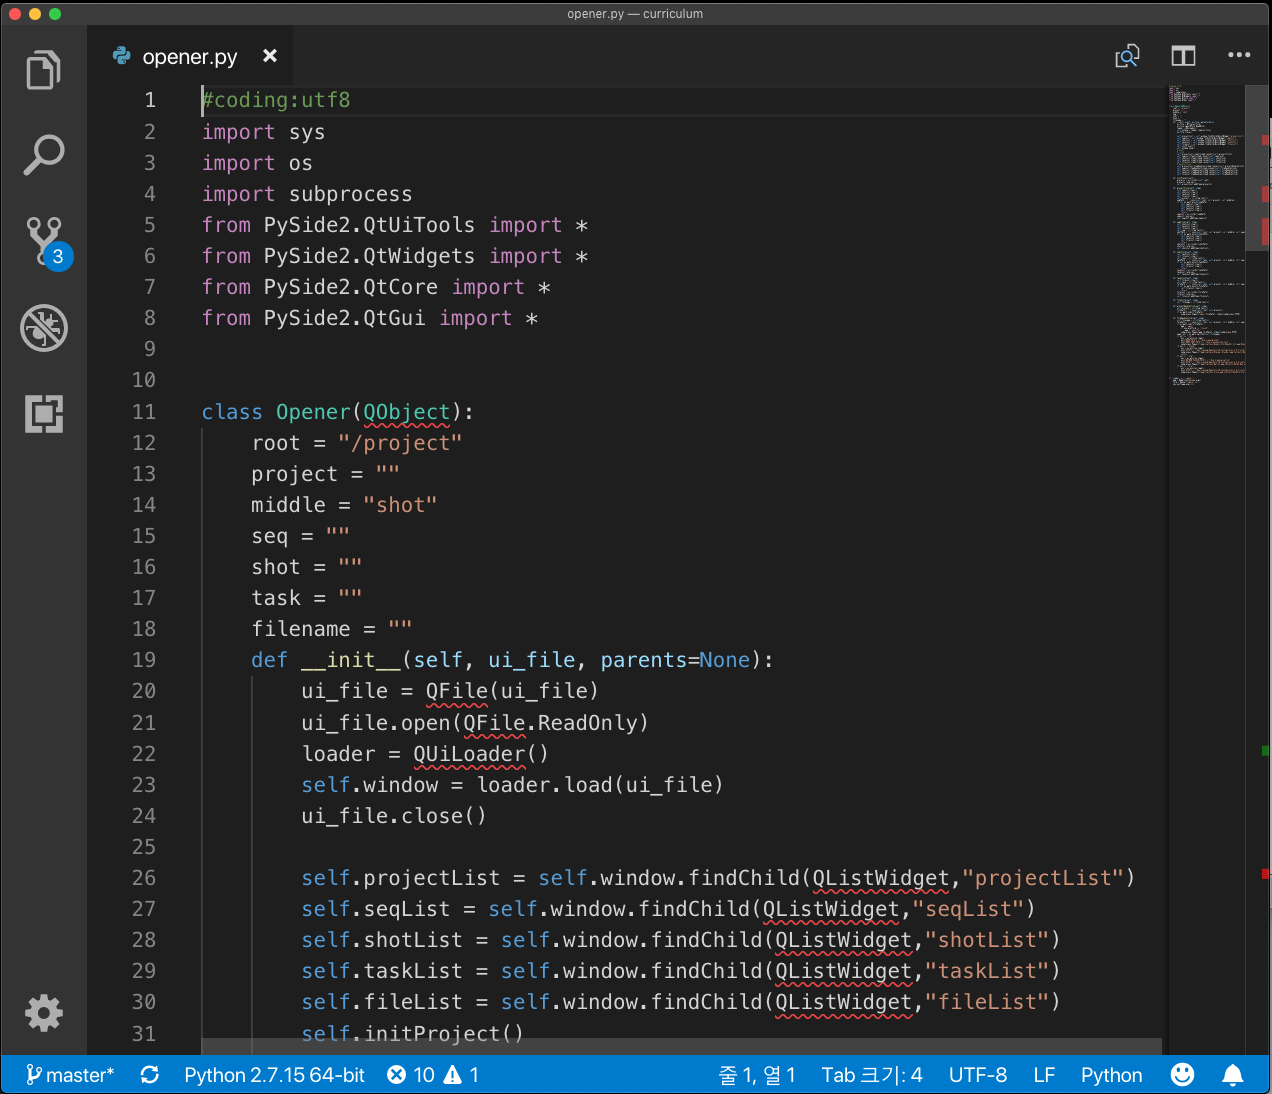 opener.py — curriculum
opener.py
1 #coding:utf8
2 import sys
3 import os
4 import subprocess
5 from PySide2.QtUiTools import *
6 from PySide2.QtWidgets import *
7 from PySide2.QtCore import *
8 from PySide2.QtGui import *
9
10
11 class Opener(QObject):
12     root = "/project"
13     project = ""
14     middle = "shot"
15     seq = ""
16     shot = ""
17     task = ""
18     filename = ""
19     def __init__(self, ui_file, parents=None):
20         ui_file = QFile(ui_file)
21         ui_file.open(QFile.ReadOnly)
22         loader = QUiLoader()
23         self.window = loader.load(ui_file)
24         ui_file.close()
25
26         self.projectList = self.window.findChild(QListWidget,"projectList")
27         self.seqList = self.window.findChild(QListWidget,"seqList")
28         self.shotList = self.window.findChild(QListWidget,"shotList")
29         self.taskList = self.window.findChild(QListWidget,"taskList")
30         self.fileList = self.window.findChild(QListWidget,"fileList")
31         self.initProject()
3
master* Python 2.7.15 64-bit 10 1 줄 1, 열 1 Tab 크기: 4 UTF-8 LF Python